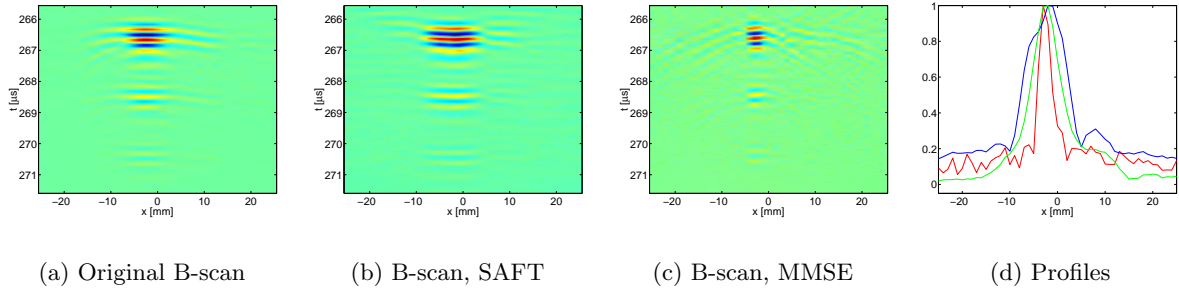 266
267
268
269
270
271
t [µs]
−20 −10 0 10 20
x [mm]
266
267
268
269
270
271
t [µs]
−20 −10 0 10 20
x [mm]
266
267
268
269
270
271
t [µs]
−20 −10 0 10 20
x [mm]
1
0.8
0.6
0.4
0.2
0
−20 −10 0 10 20
x [mm]
(a) Original B-scan
(b) B-scan, SAFT
(c) B-scan, MMSE
(d) Profiles